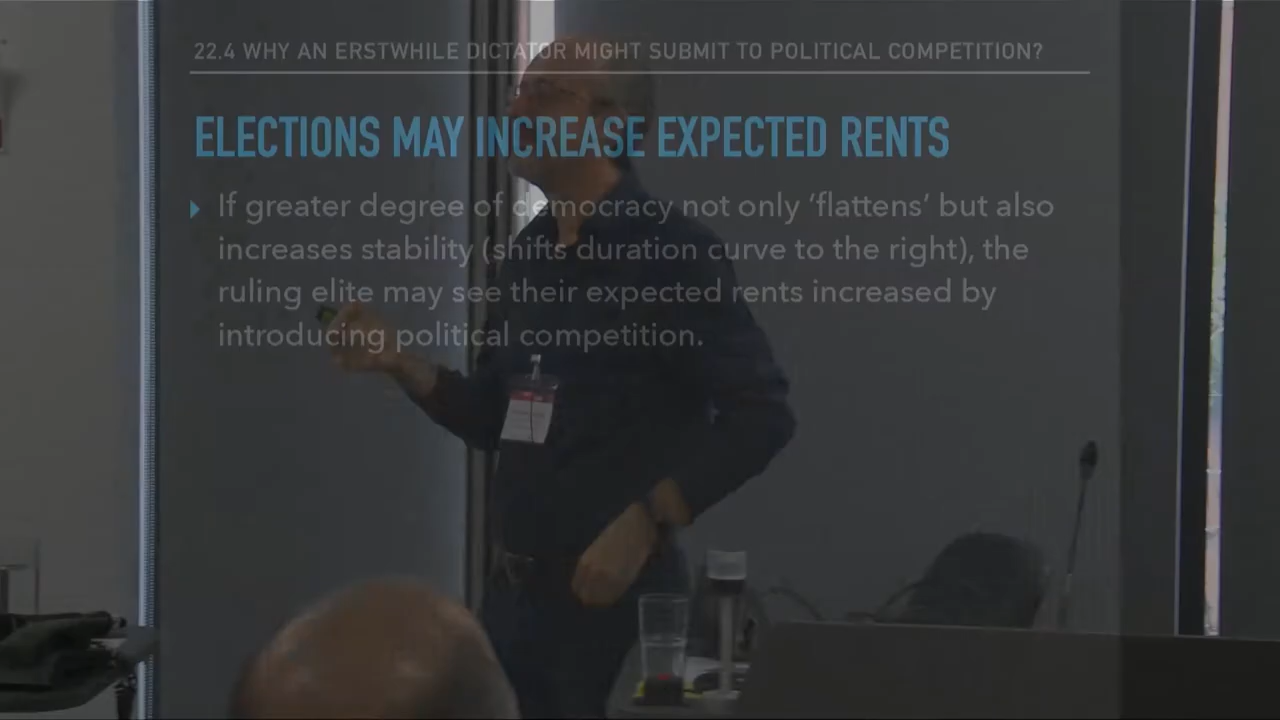 22.4 WHY AN ERSTWHILE DICTATOR MIGHT SUBMIT TO POLITICAL COMPETITION?
ELECTIONS MAY INCREASE EXPECTED RENTS
If greater degree of democracy not only ‘flattens’ but also
increases stability (shifts duration curve to the right), the
ruling elite may see their expected rents increased by
introducing political competition.